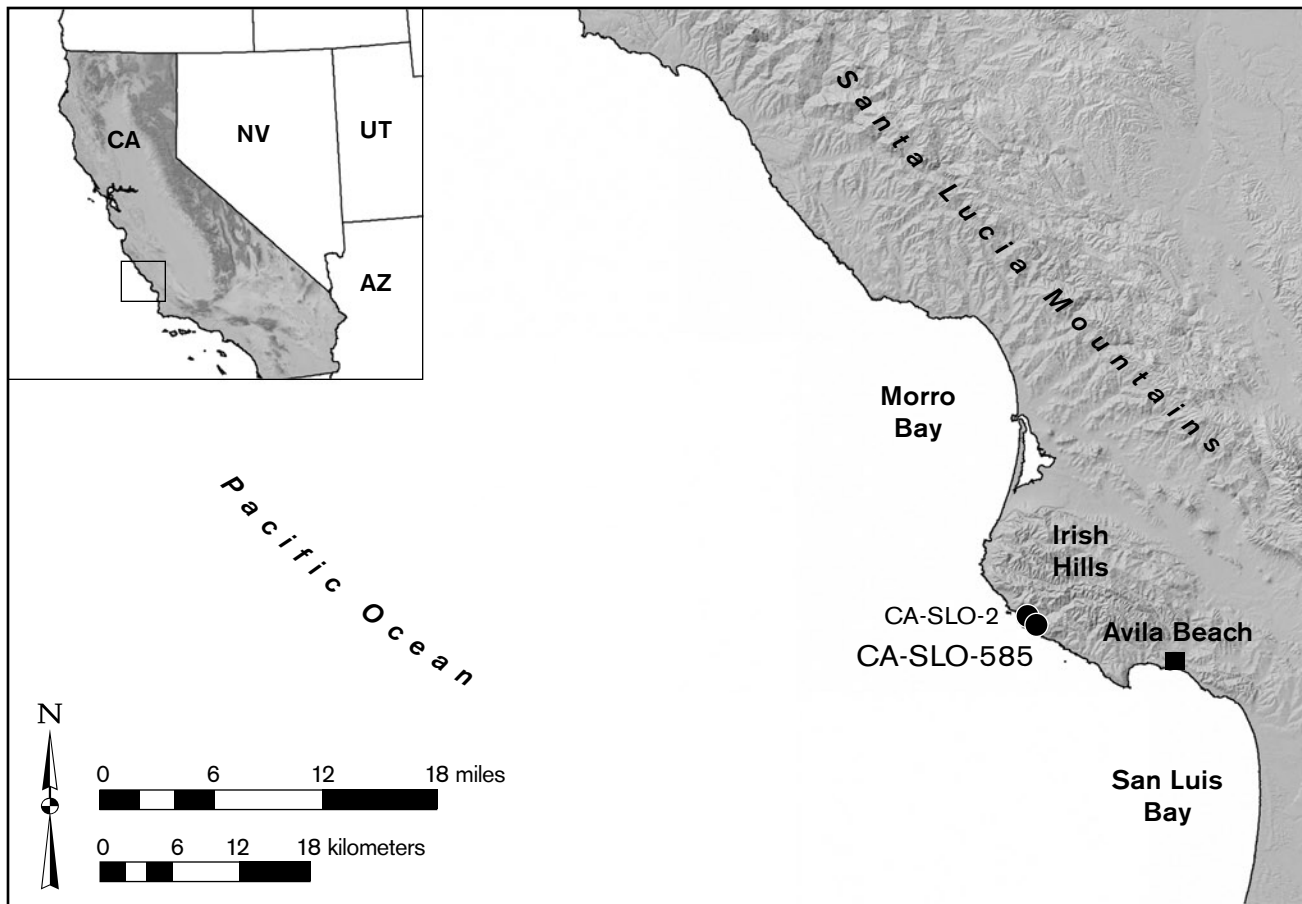 CA
NV
UT
AZ
Santa Lucia Mountains
Morro
Bay
Irish
Hills
CA-SLO-2
Avila Beach
CA-SLO-585
Pacific Ocean
San Luis
Bay
N
0 6 12 18 miles
0 6 12 18 kilometers